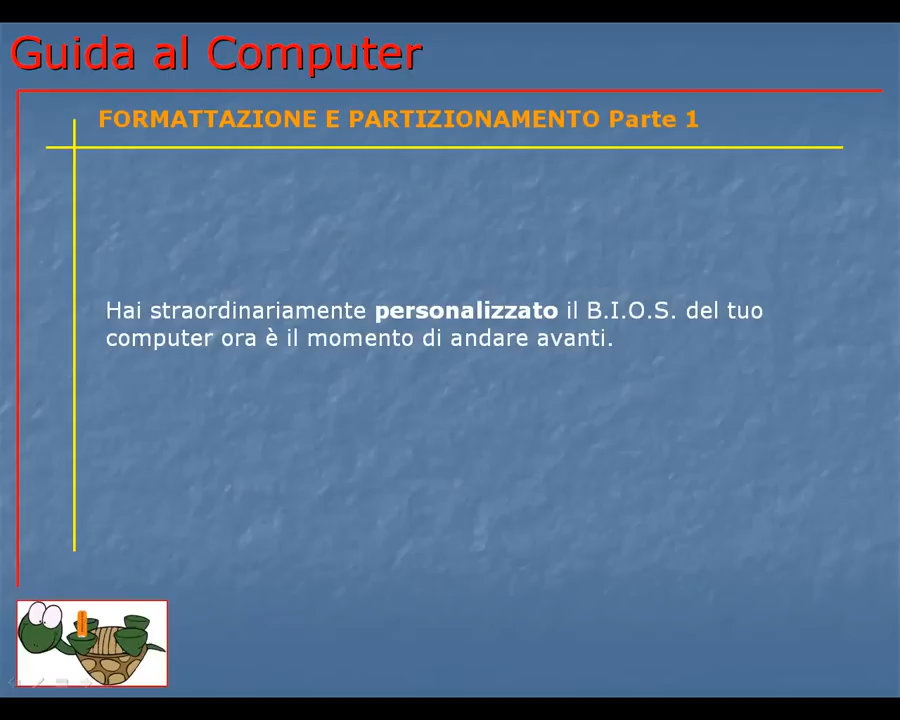 Guida al Computer
FORMATTAZIONE E PARTIZIONAMENTO Parte 1
Hai straordinariamente personalizzato il B.I.O.S. del tuo
computer ora è il momento di andare avanti.